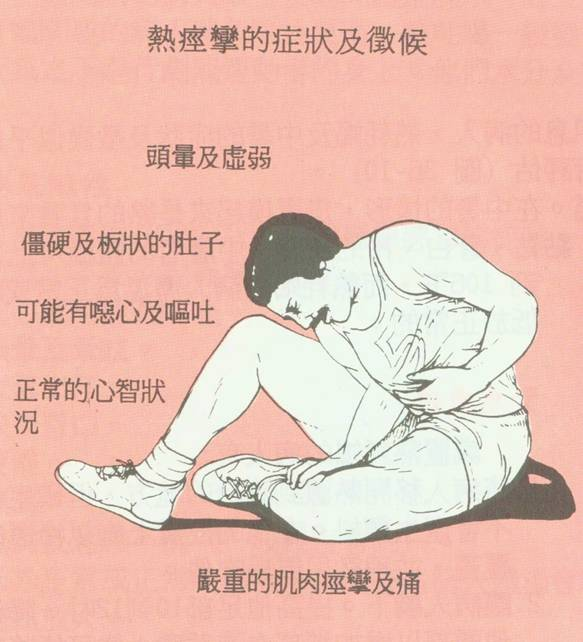 熱痙攣的症狀及徵候
頭暈及虛弱
僵硬及板狀的肚子
可能有噁心及嘔吐
正常的心智狀
況
嚴重的肌肉痙攣及痛